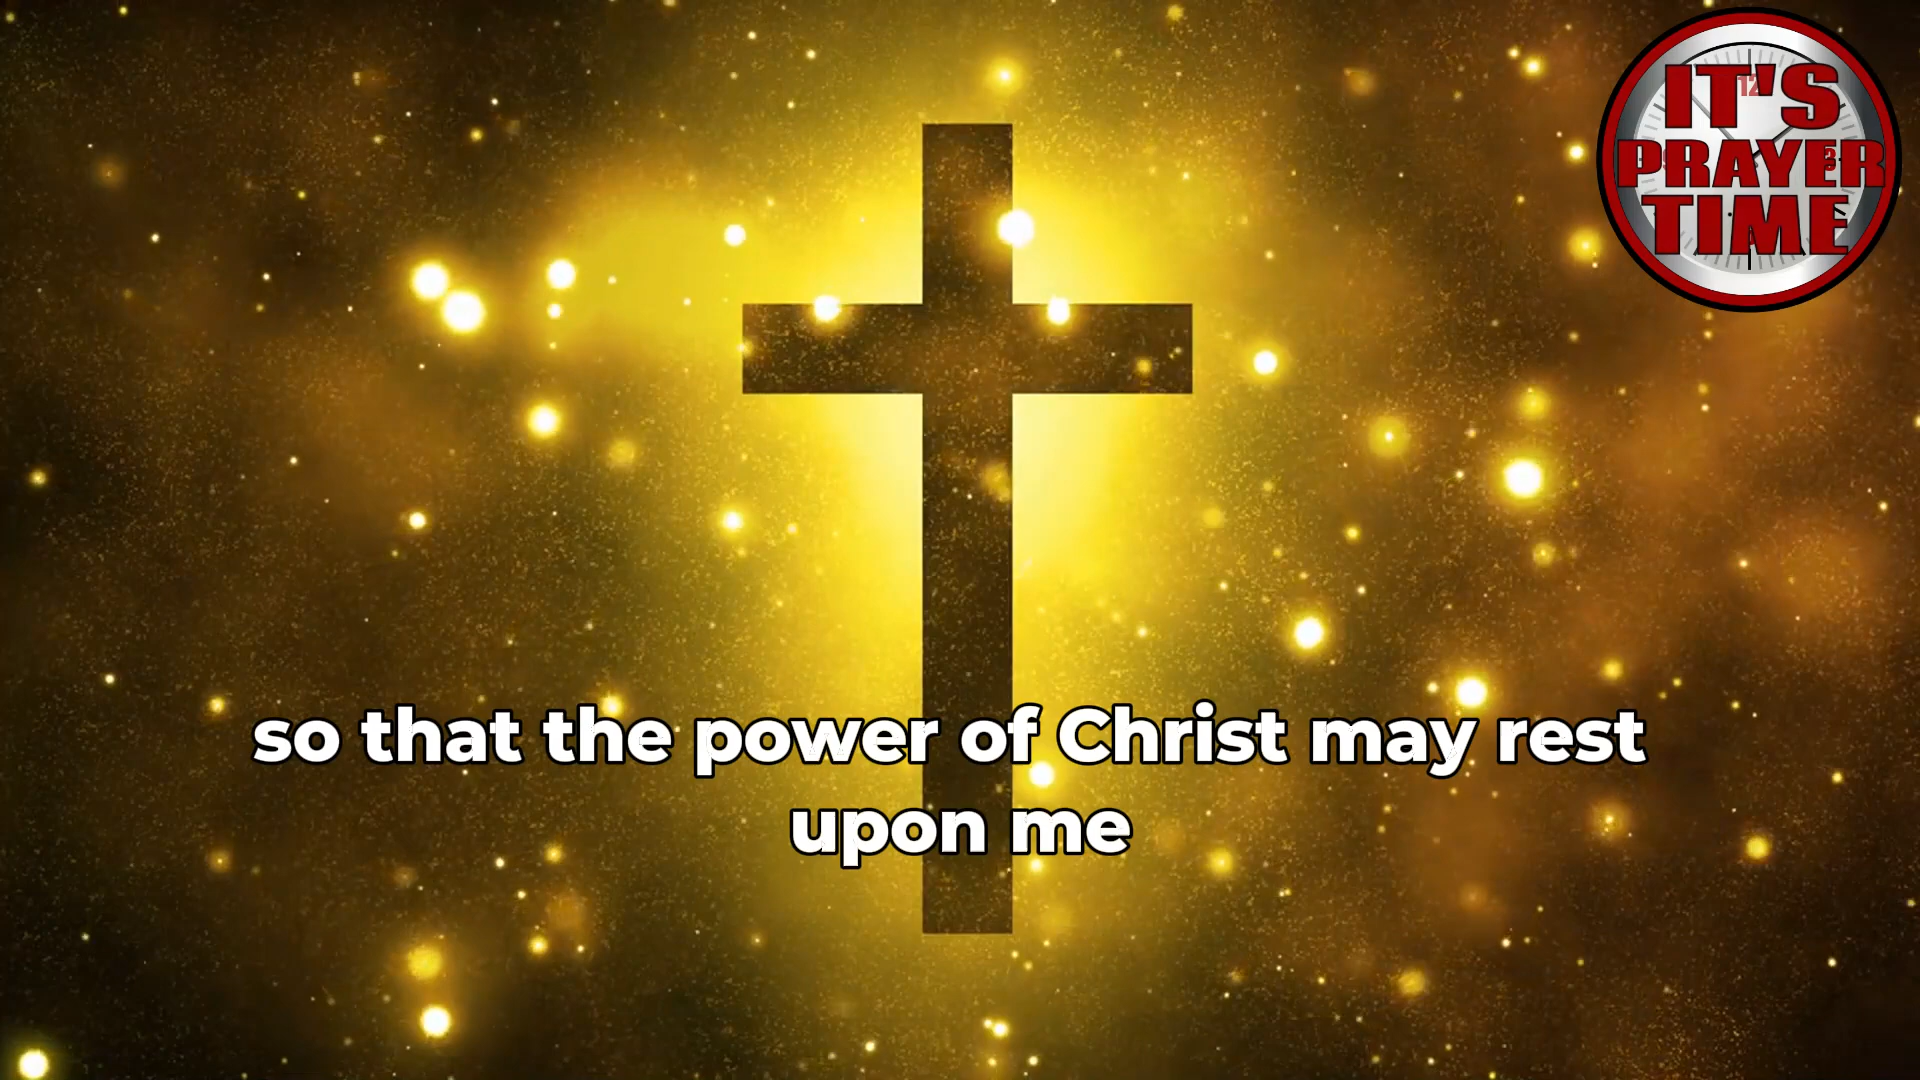 IT'S
PRAYER
TIME
so that the power of Christ may rest
upon me